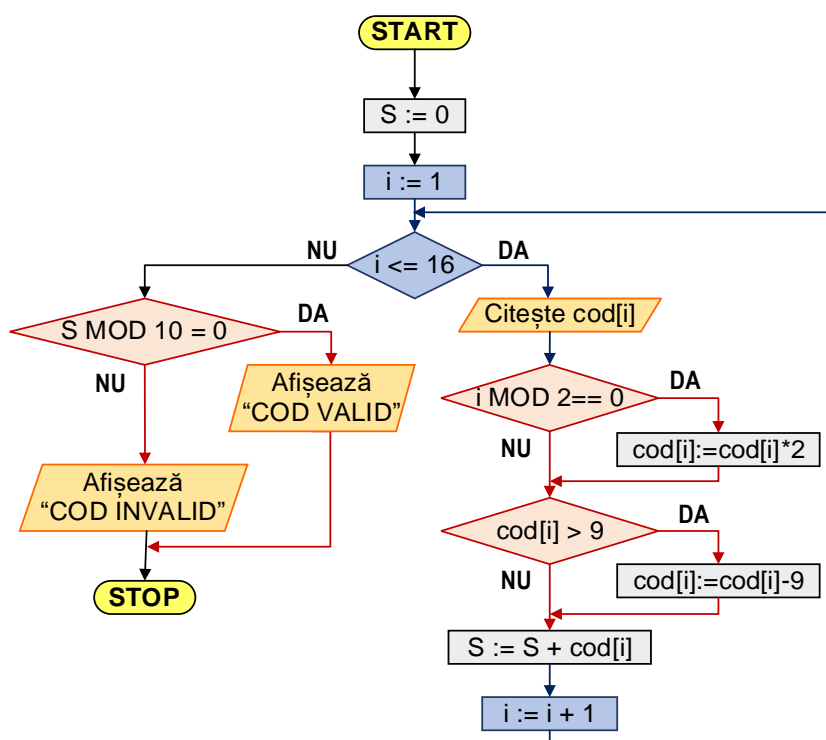 START
S := 0
i := 1
NU
i <= 16
DA
S MOD 10 = 0
DA
NU
Afișează
“COD VALID”
Afișează
“COD INVALID”
STOP
Citește cod[i]
i MOD 2== 0
DA
NU
cod[i]:=cod[i]*2
cod[i] > 9
DA
NU
cod[i]:=cod[i]-9
S := S + cod[i]
i := i + 1